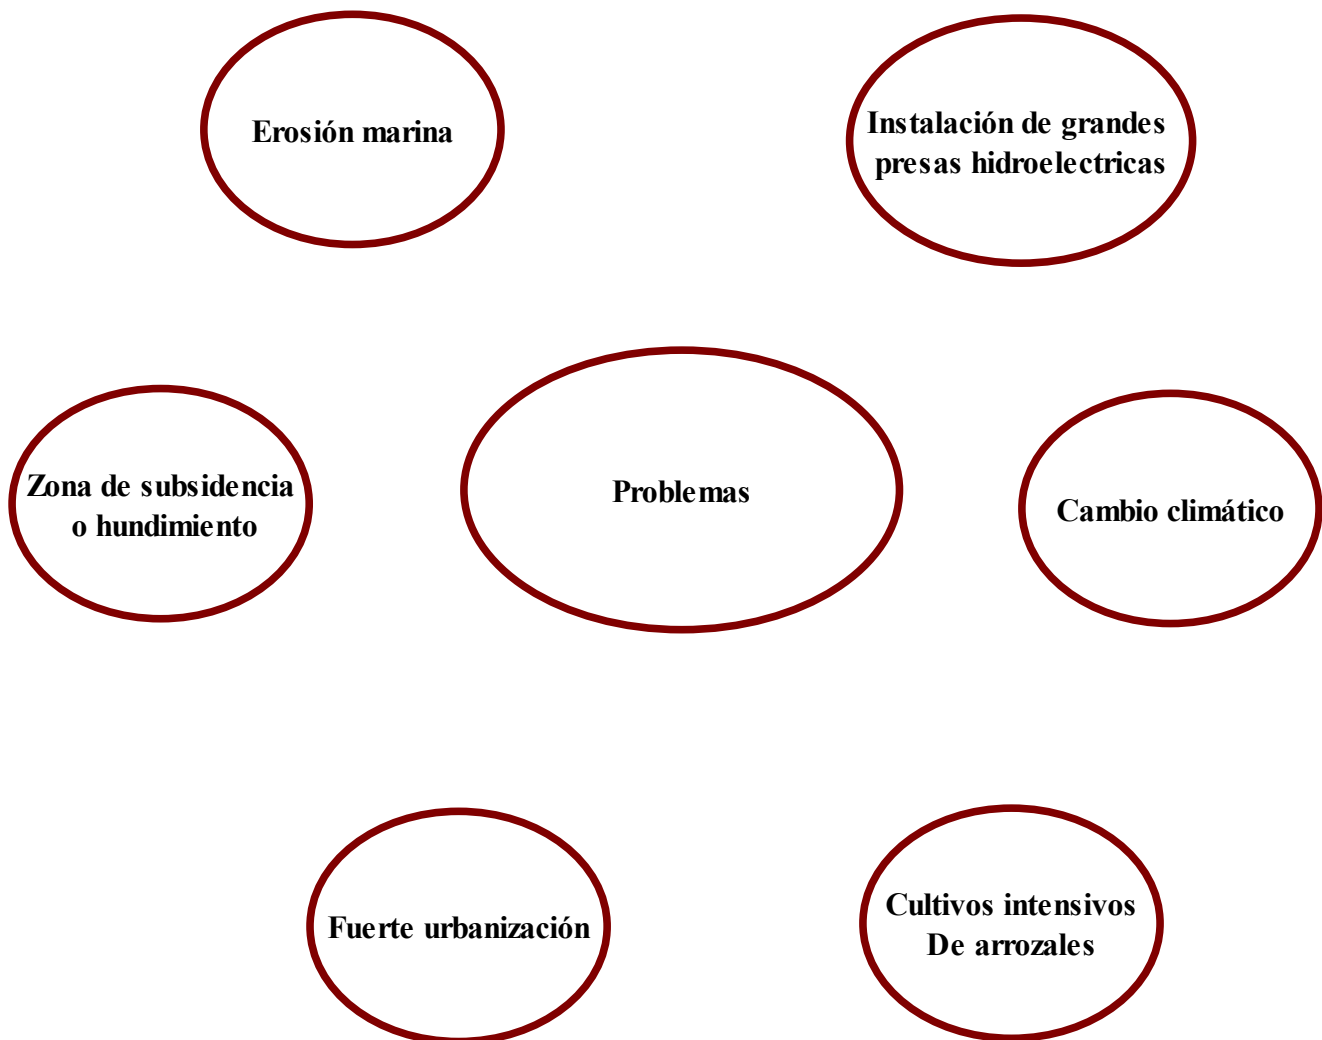 Erosión marina
Instalación de grandes
presas hidroelectricas
Zona de subsidencia
o hundimiento
Problemas
Cambio climático
Fuerte urbanización
Cultivos intensivos
De arrozales